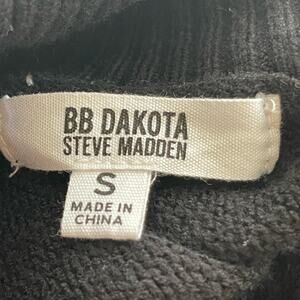 BB DAKOTA
STEVE MADDEN
S
MADE IN
CHINA